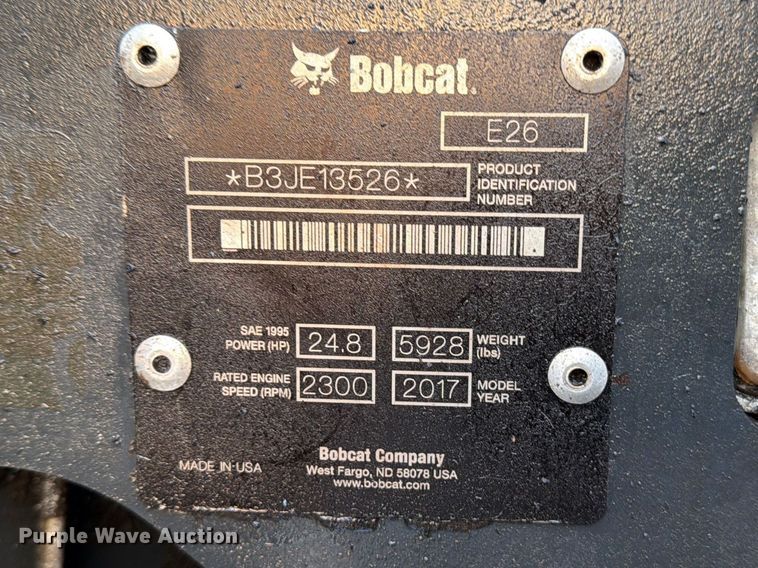 Bobcat.
E26
*B3JE13526*
PRODUCT
IDENTIFICATION
NUMBER
SAE 1995
POWER (HP)
24.8
5928
WEIGHT
(lbs)
RATED ENGINE
SPEED (RPM)
2300
2017
MODEL
YEAR
MADE IN USA
Bobcat Company
West Fargo, ND 58078 USA
www.bobcat.com
Purple Wave Auction